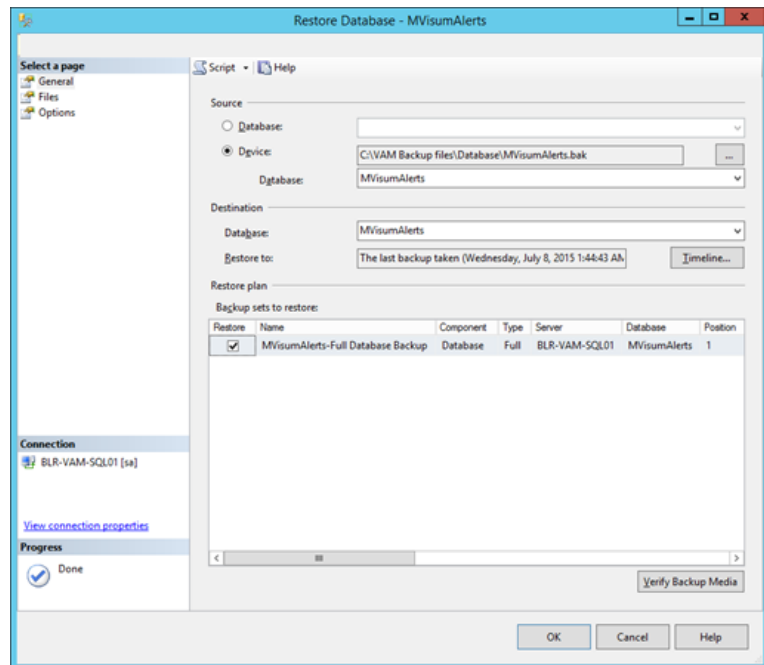 Restore Database - MVisumAlerts
Select a page
General
Files
Options
Script Help
Source
Database:
Device: C:\VAM Backup files\Database\MVisumAlerts.bak ...
Database: MVisumAlerts
Destination
Database: MVisumAlerts
Restore to: The last backup taken (Wednesday, July 8, 2015 1:44:43 AM Timeline...
Restore plan
Backup sets to restore:
Restore Name Component Type Server Database Position
MVisumAlerts-Full Database Backup Database Full BLR-VAM-SQL01 MVisumAlerts 1
Connection
BLR-VAM-SQL01 [sa]
View connection properties
Progress
Done
Verify Backup Media
OK Cancel Help